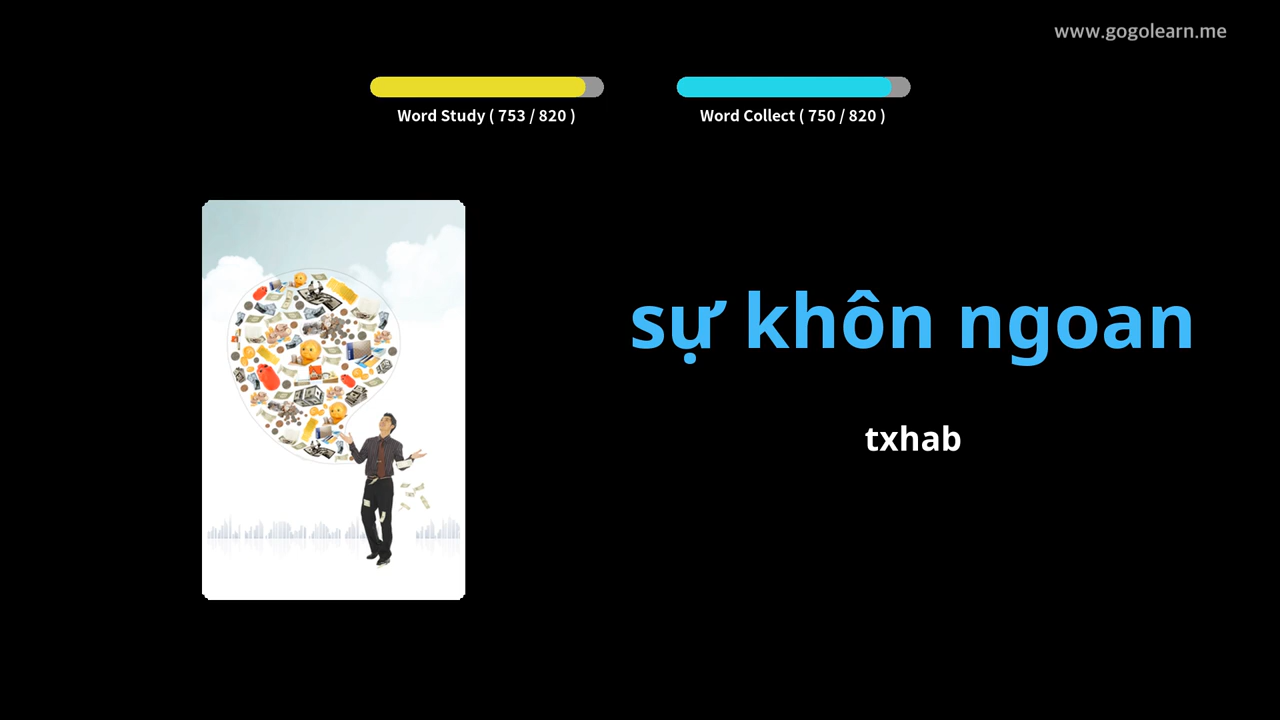 www.gogolearn.me
Word Study ( 753 / 820 )
Word Collect ( 750 / 820 )
sự khôn ngoan
txhab